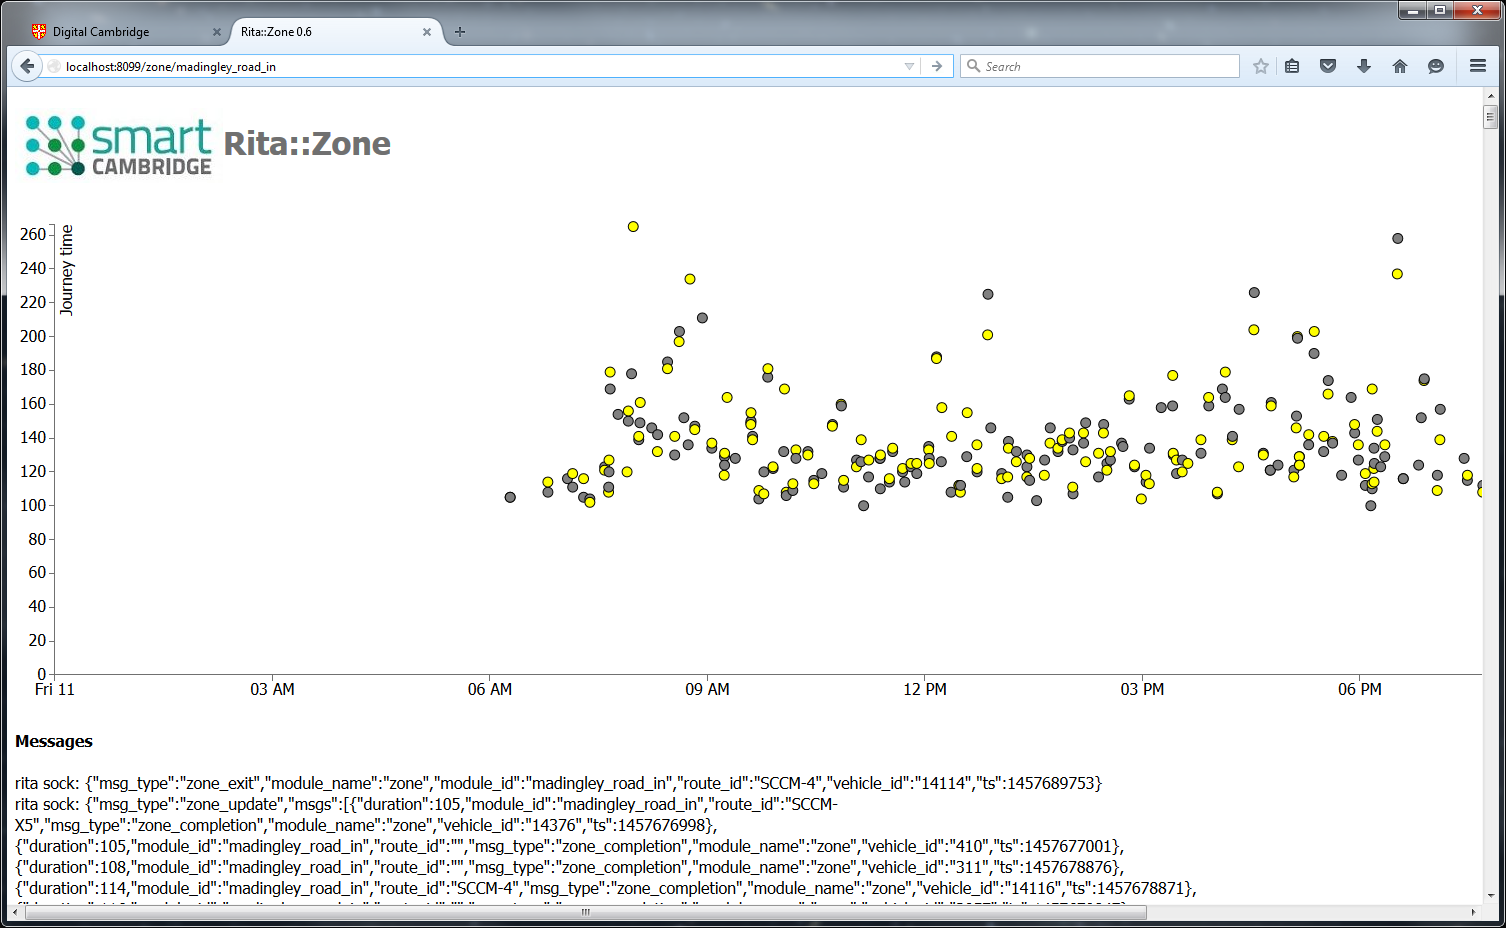 Digital Cambridge
Rita::Zone 0.6
localhost:8099/zone/madingley_road_in
Search
smart
CAMBRIDGE
Rita::Zone
Journey time
260
240
220
200
180
160
140
120
100
80
60
40
20
0
Fri 11
03 AM
06 AM
09 AM
12 PM
03 PM
06 PM
Messages
rita sock: {"msg_type":"zone_exit","module_name":"zone","module_id":"madingley_road_in","route_id":"SCCM-4","vehicle_id":"14114","ts":1457689753}
rita sock: {"msg_type":"zone_update","msgs":[{"duration":105,"module_id":"madingley_road_in","route_id":"SCCM-
X5","msg_type":"zone_completion","module_name":"zone","vehicle_id":"14376","ts":1457676998},
{"duration":105,"module_id":"madingley_road_in","route_id":"","msg_type":"zone_completion","module_name":"zone","vehicle_id":"410","ts":1457677001},
{"duration":108,"module_id":"madingley_road_in","route_id":"","msg_type":"zone_completion","module_name":"zone","vehicle_id":"311","ts":1457678876},
{"duration":114,"module_id":"madingley_road_in","route_id":"SCCM-4","msg_type":"zone_completion","module_name":"zone","vehicle_id":"14116","ts":1457678871},